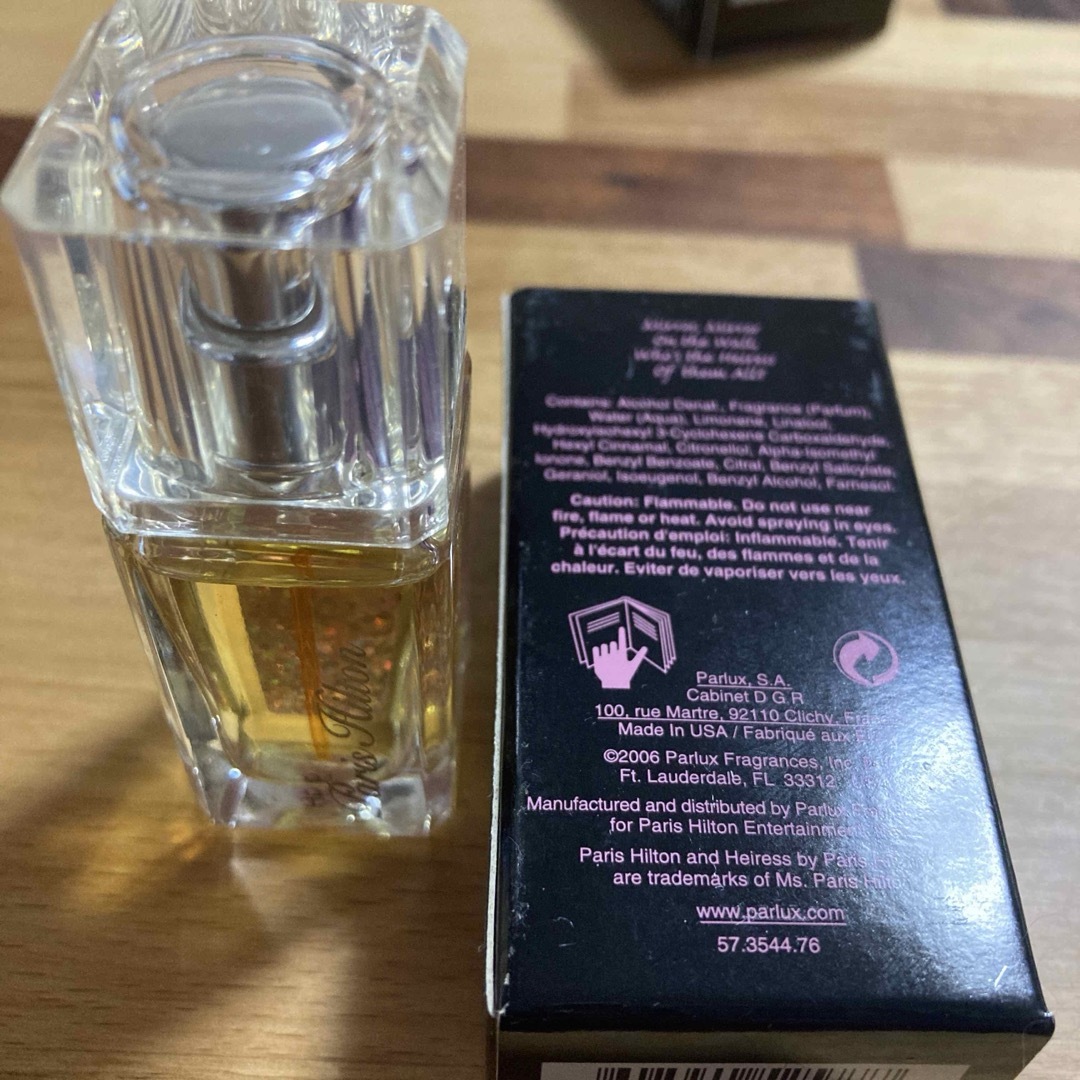 Paris Hilton
Mirror Mirror
On the Wall,
Who's the Heiress
Of Them All?
Contains: Alcohol Denat., Fragrance (Parfum),
Water (Aqua), Limonene, Linalool,
Hydroxyisohexyl 3-Cyclohexene Carboxaldehyde,
Hexyl Cinnamal, Citronellol, Alpha-Isomethyl
Ionone, Benzyl Benzoate, Citral, Benzyl Salicylate,
Geraniol, Isoeugenol, Benzyl Alcohol, Farnesol.
Caution: Flammable. Do not use near
fire, flame or heat. Avoid spraying in eyes.
Précaution d'emploi: Inflammable. Tenir
à l'écart du feu, des flammes et de la
chaleur. Eviter de vaporiser vers les yeux.
Parlux, S.A.
Cabinet D G R
100, rue Martre, 92110 Clichy,
Made In USA / Fabriqué aux
©2006 Parlux Fragrances, Inc.
Ft. Lauderdale, FL 33312
Manufactured and distributed by Parlux
for Paris Hilton Entertainment
Paris Hilton and Heiress by Paris
are trademarks of Ms. Paris Hilton
www.parlux.com
57.3544.76